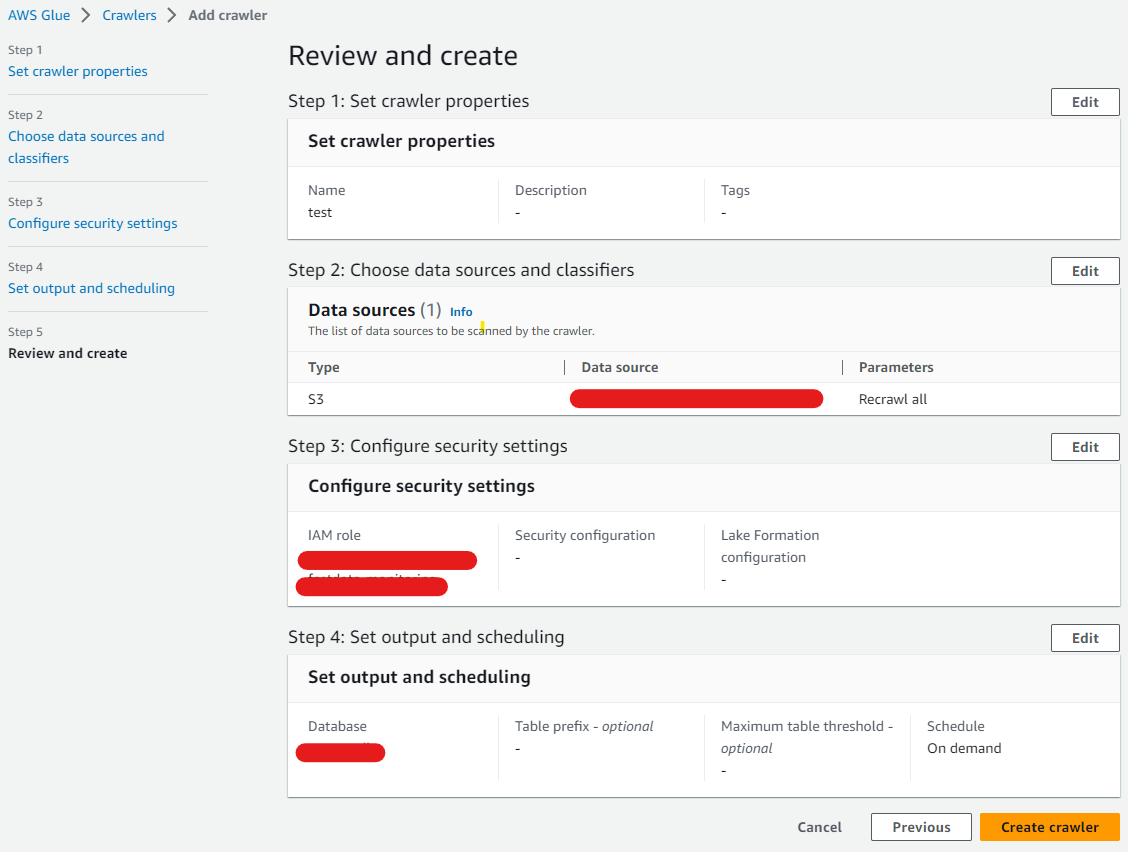 AWS Glue > Crawlers > Add crawler
Step 1
Set crawler properties
Step 2
Choose data sources and
classifiers
Step 3
Configure security settings
Step 4
Set output and scheduling
Step 5
Review and create
Review and create
Step 1: Set crawler properties
Edit
Set crawler properties
Name
test
Description
-
Tags
-
Step 2: Choose data sources and classifiers
Edit
Data sources (1) Info
The list of data sources to be scanned by the crawler.
Type Data source Parameters
S3 Recrawl all
Step 3: Configure security settings
Edit
Configure security settings
IAM role
Security configuration
-
Lake Formation
configuration
-
Step 4: Set output and scheduling
Edit
Set output and scheduling
Database
Table prefix - optional
-
Maximum table threshold -
optional
-
Schedule
On demand
Cancel Previous Create crawler